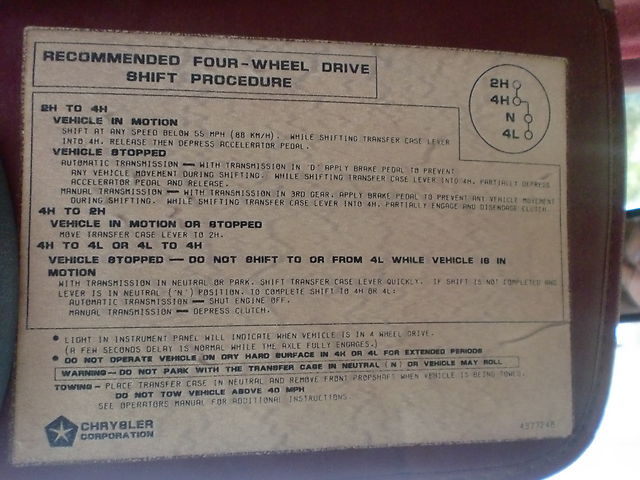 RECOMMENDED FOUR-WHEEL DRIVE
SHIFT PROCEDURE
2H
4H
N
4L
2H TO 4H
VEHICLE IN MOTION
SHIFT AT ANY SPEED BELOW 55 MPH (88 KM/H). WHILE SHIFTING TRANSFER CASE LEVER
INTO 4H, RELEASE THEN DEPRESS ACCELERATOR PEDAL.
VEHICLE STOPPED
AUTOMATIC TRANSMISSION — WITH TRANSMISSION IN 'D' APPLY BRAKE PEDAL TO PREVENT
ANY VEHICLE MOVEMENT DURING SHIFTING. WHILE SHIFTING TRANSFER CASE LEVER INTO 4H, PARTIALLY DEPRESS
ACCELERATOR PEDAL AND RELEASE.
MANUAL TRANSMISSION — WITH TRANSMISSION IN 3RD GEAR, APPLY BRAKE PEDAL TO PREVENT ANY VEHICLE MOVEMENT
DURING SHIFTING. WHILE SHIFTING TRANSFER CASE LEVER INTO 4H, PARTIALLY ENGAGE AND DISENGAGE CLUTCH.
4H TO 2H
VEHICLE IN MOTION OR STOPPED
MOVE TRANSFER CASE LEVER TO 2H.
4H TO 4L OR 4L TO 4H
VEHICLE STOPPED — DO NOT SHIFT TO OR FROM 4L WHILE VEHICLE IS IN
MOTION
WITH TRANSMISSION IN NEUTRAL OR PARK, SHIFT TRANSFER CASE LEVER QUICKLY. IF SHIFT IS NOT COMPLETED AND
LEVER IS IN NEUTRAL ('N') POSITION, TO COMPLETE SHIFT TO 4H OR 4L:
AUTOMATIC TRANSMISSION — SHUT ENGINE OFF.
MANUAL TRANSMISSION — DEPRESS CLUTCH.
• LIGHT IN INSTRUMENT PANEL WILL INDICATE WHEN VEHICLE IS IN 4 WHEEL DRIVE.
(A FEW SECONDS DELAY IS NORMAL WHILE THE AXLE FULLY ENGAGES.)
• DO NOT OPERATE VEHICLE ON DRY HARD SURFACE IN 4H OR 4L FOR EXTENDED PERIODS
WARNING— DO NOT PARK WITH THE TRANSFER CASE IN NEUTRAL (N) OR VEHICLE MAY ROLL
TOWING — PLACE TRANSFER CASE IN NEUTRAL AND REMOVE FRONT PROPSHAFT WHEN VEHICLE IS BEING TOWED.
DO NOT TOW VEHICLE ABOVE 40 MPH
SEE OPERATORS MANUAL FOR ADDITIONAL INSTRUCTIONS.
CHRYSLER
CORPORATION
4377248